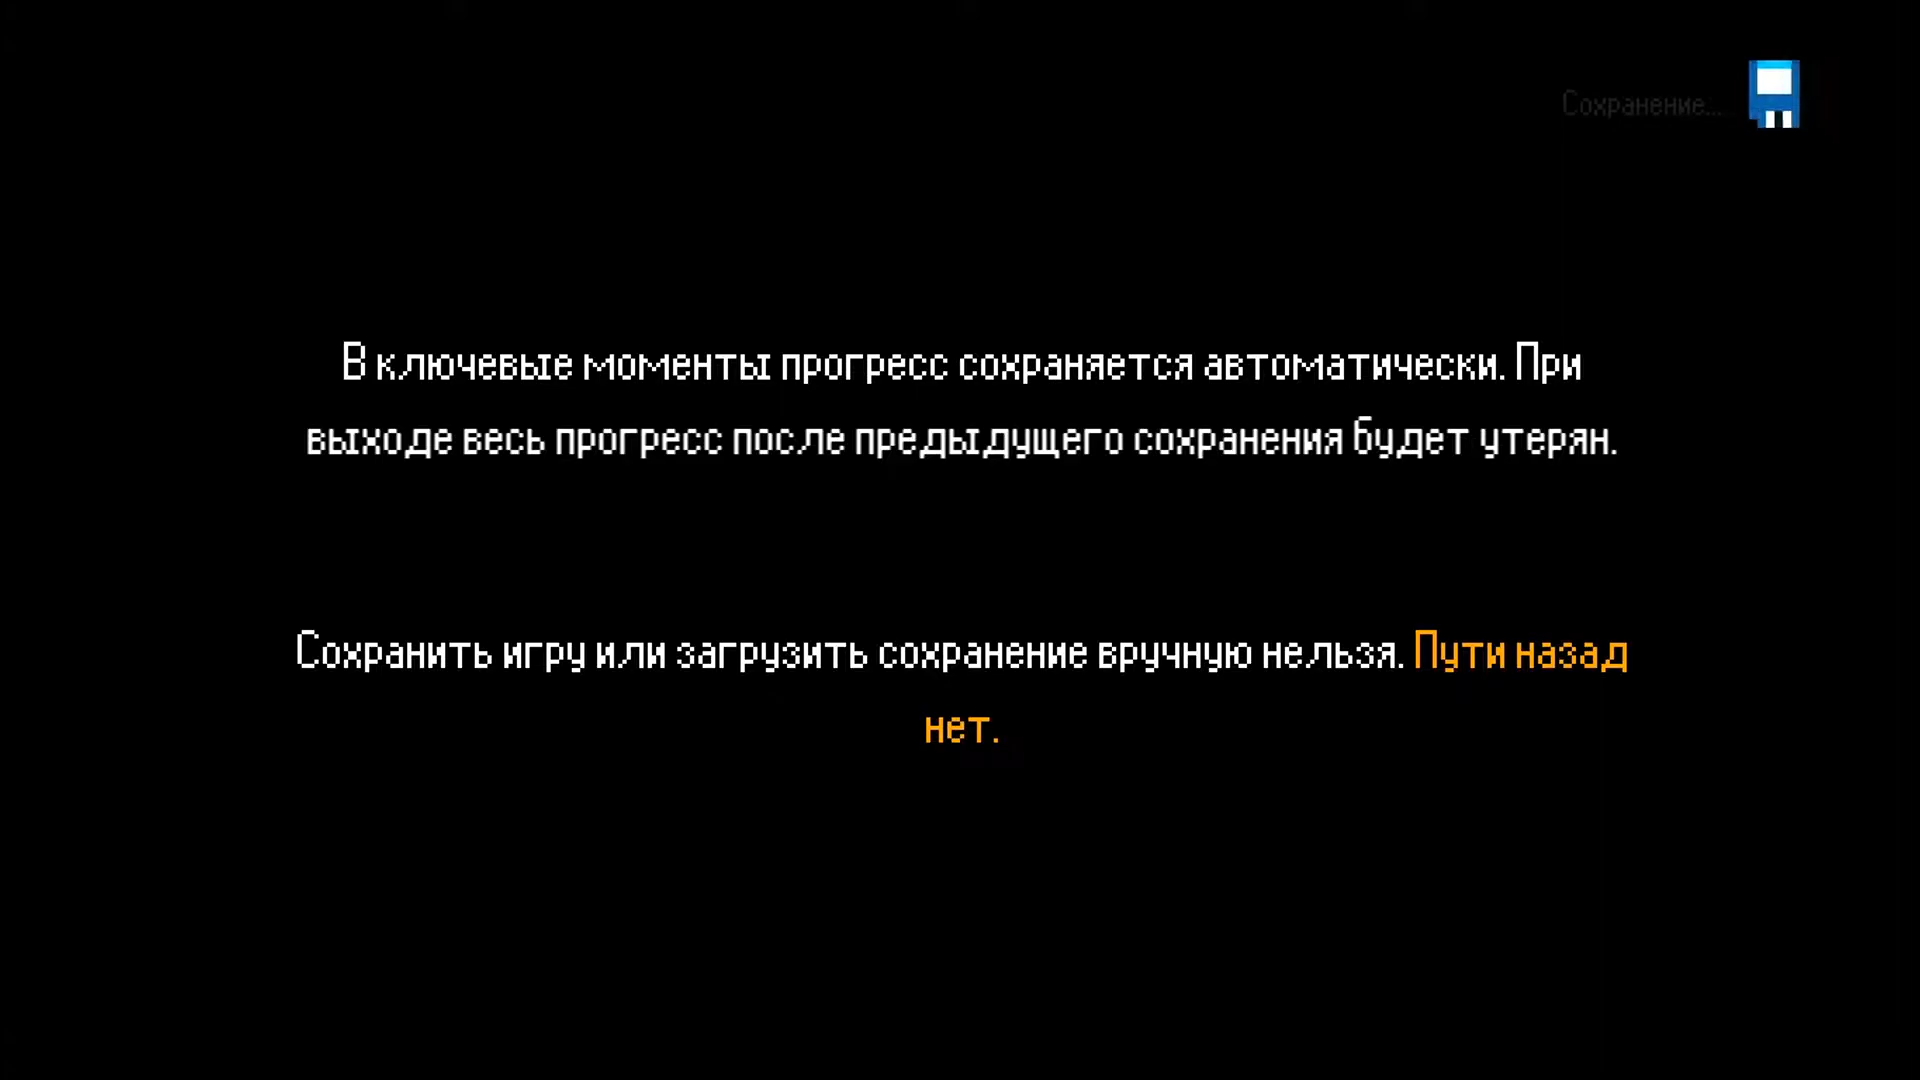 Сохранение...
В ключевые моменты прогресс сохраняется автоматически. При
выходе весь прогресс после предыдущего сохранения будет утерян.
Сохранить игру или загрузить сохранение вручную нельзя. Пути назад
нет.